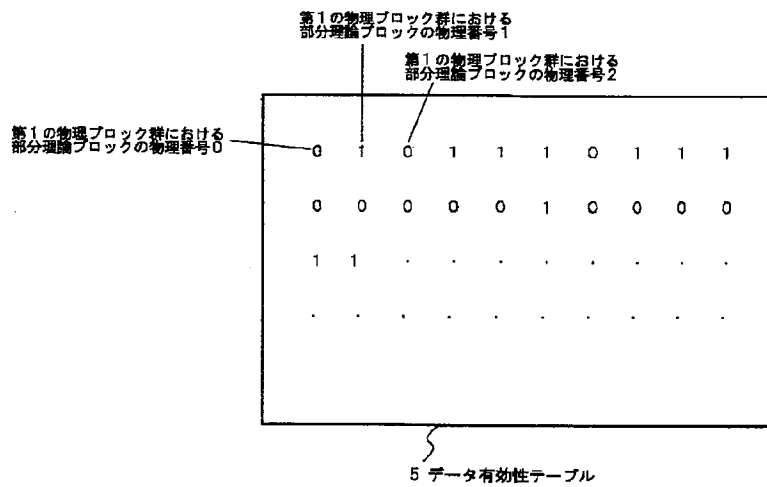 第1の物理ブロック群における
部分理論ブロックの物理番号1
第1の物理ブロック群における
部分理論ブロックの物理番号2
第1の物理ブロック群における
部分理論ブロックの物理番号0
0 1 0 1 1 1 0 1 1 1
0 0 0 0 0 1 0 0 0 0
1 1 . . . . . . . .
. . . . . . . . . .
5 データ有効性テーブル